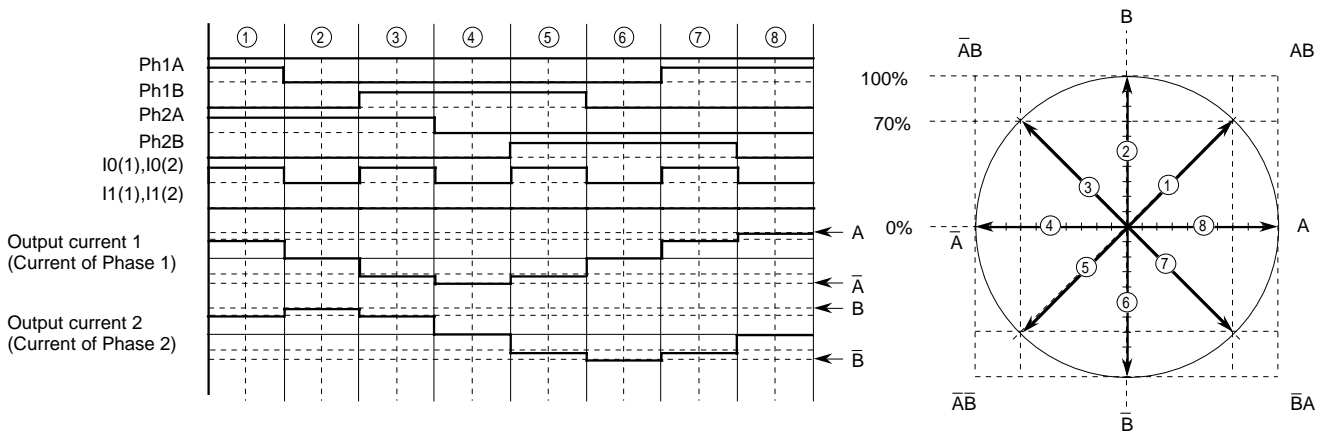 ① ② ③ ④ ⑤ ⑥ ⑦ ⑧
Ph1A
Ph1B
Ph2A
Ph2B
I0(1),I0(2)
I1(1),I1(2)
Output current 1
(Current of Phase 1)
A
A̅
Output current 2
(Current of Phase 2)
B
B̅
B
A̅B
AB
100%
70%
0%
②
③
①
④
⑧
A̅
A
⑤
⑦
⑥
A̅B̅
B̅A
B̅